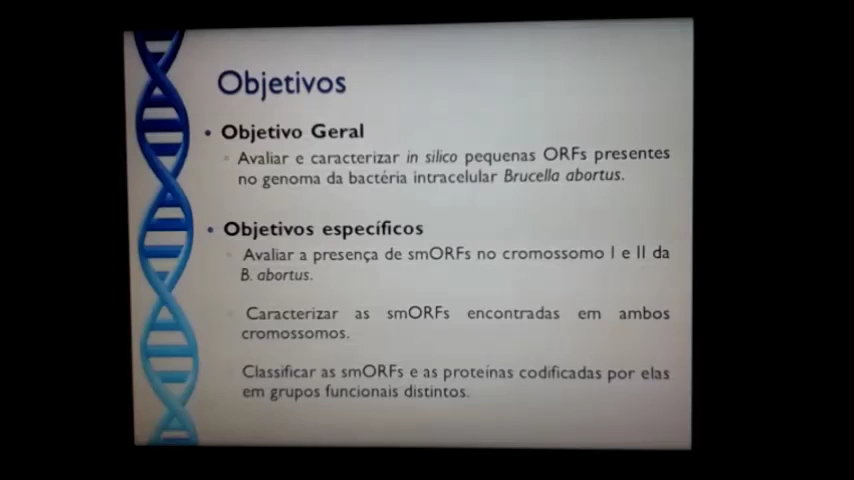 Objetivos
• Objetivo Geral
Avaliar e caracterizar in silico pequenas ORFs presentes
no genoma da bactéria intracelular Brucella abortus.
• Objetivos específicos
Avaliar a presença de smORFs no cromossomo I e II da
B. abortus.
Caracterizar as smORFs encontradas em ambos
cromossomos.
Classificar as smORFs e as proteínas codificadas por elas
em grupos funcionais distintos.